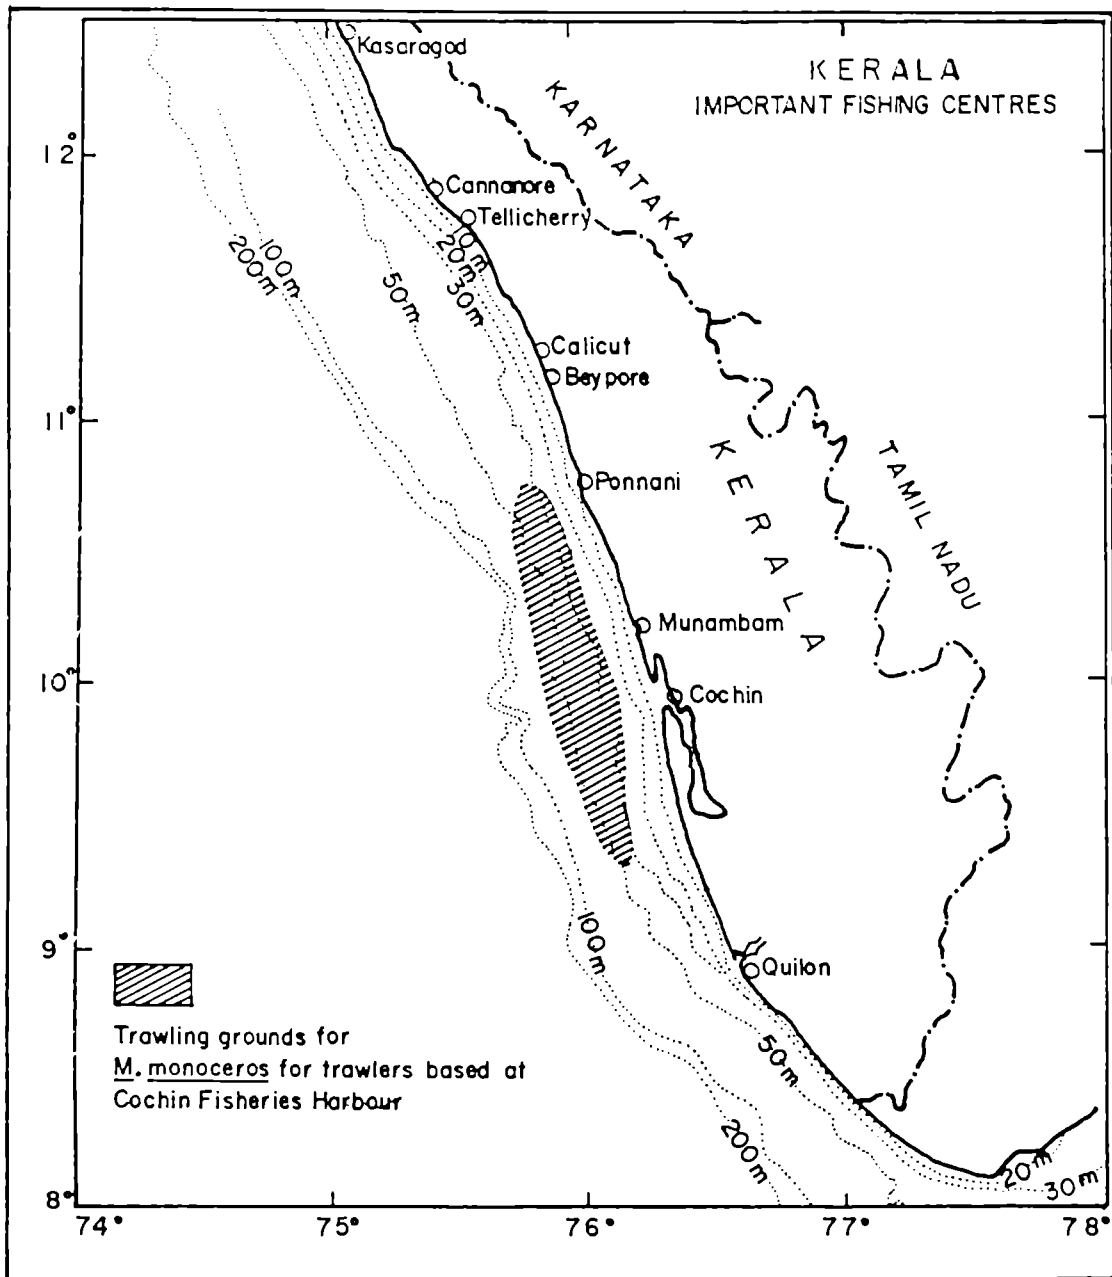 KERALA
IMPORTANT FISHING CENTRES
Kasaragod
KARNATAKA
12°
Cannanore
Tellicherry
10m
20m
30m
50m
100m
200m
Calicut
Beypore
11°
KERALA
TAMIL NADU
Ponnani
Munambam
10°
Cochin
100m
9°
Quilon
Trawling grounds for
M. monoceros for trawlers based at
Cochin Fisheries Harbour
50m
200m
20m
30m
8°
74° 75° 76° 77° 78°